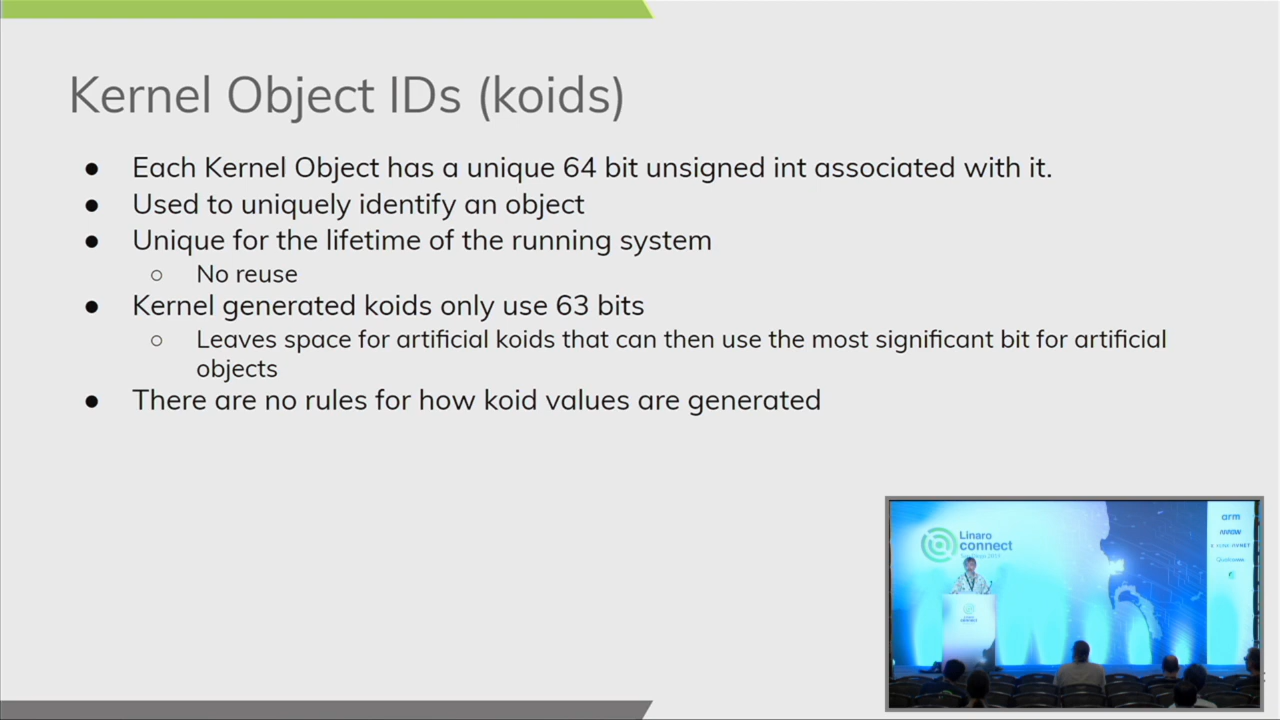 Kernel Object IDs (koids)
● Each Kernel Object has a unique 64 bit unsigned int associated with it.
● Used to uniquely identify an object
● Unique for the lifetime of the running system
○ No reuse
● Kernel generated koids only use 63 bits
○ Leaves space for artificial koids that can then use the most significant bit for artificial
objects
● There are no rules for how koid values are generated
Linaro
connect
arm
Qualcomm